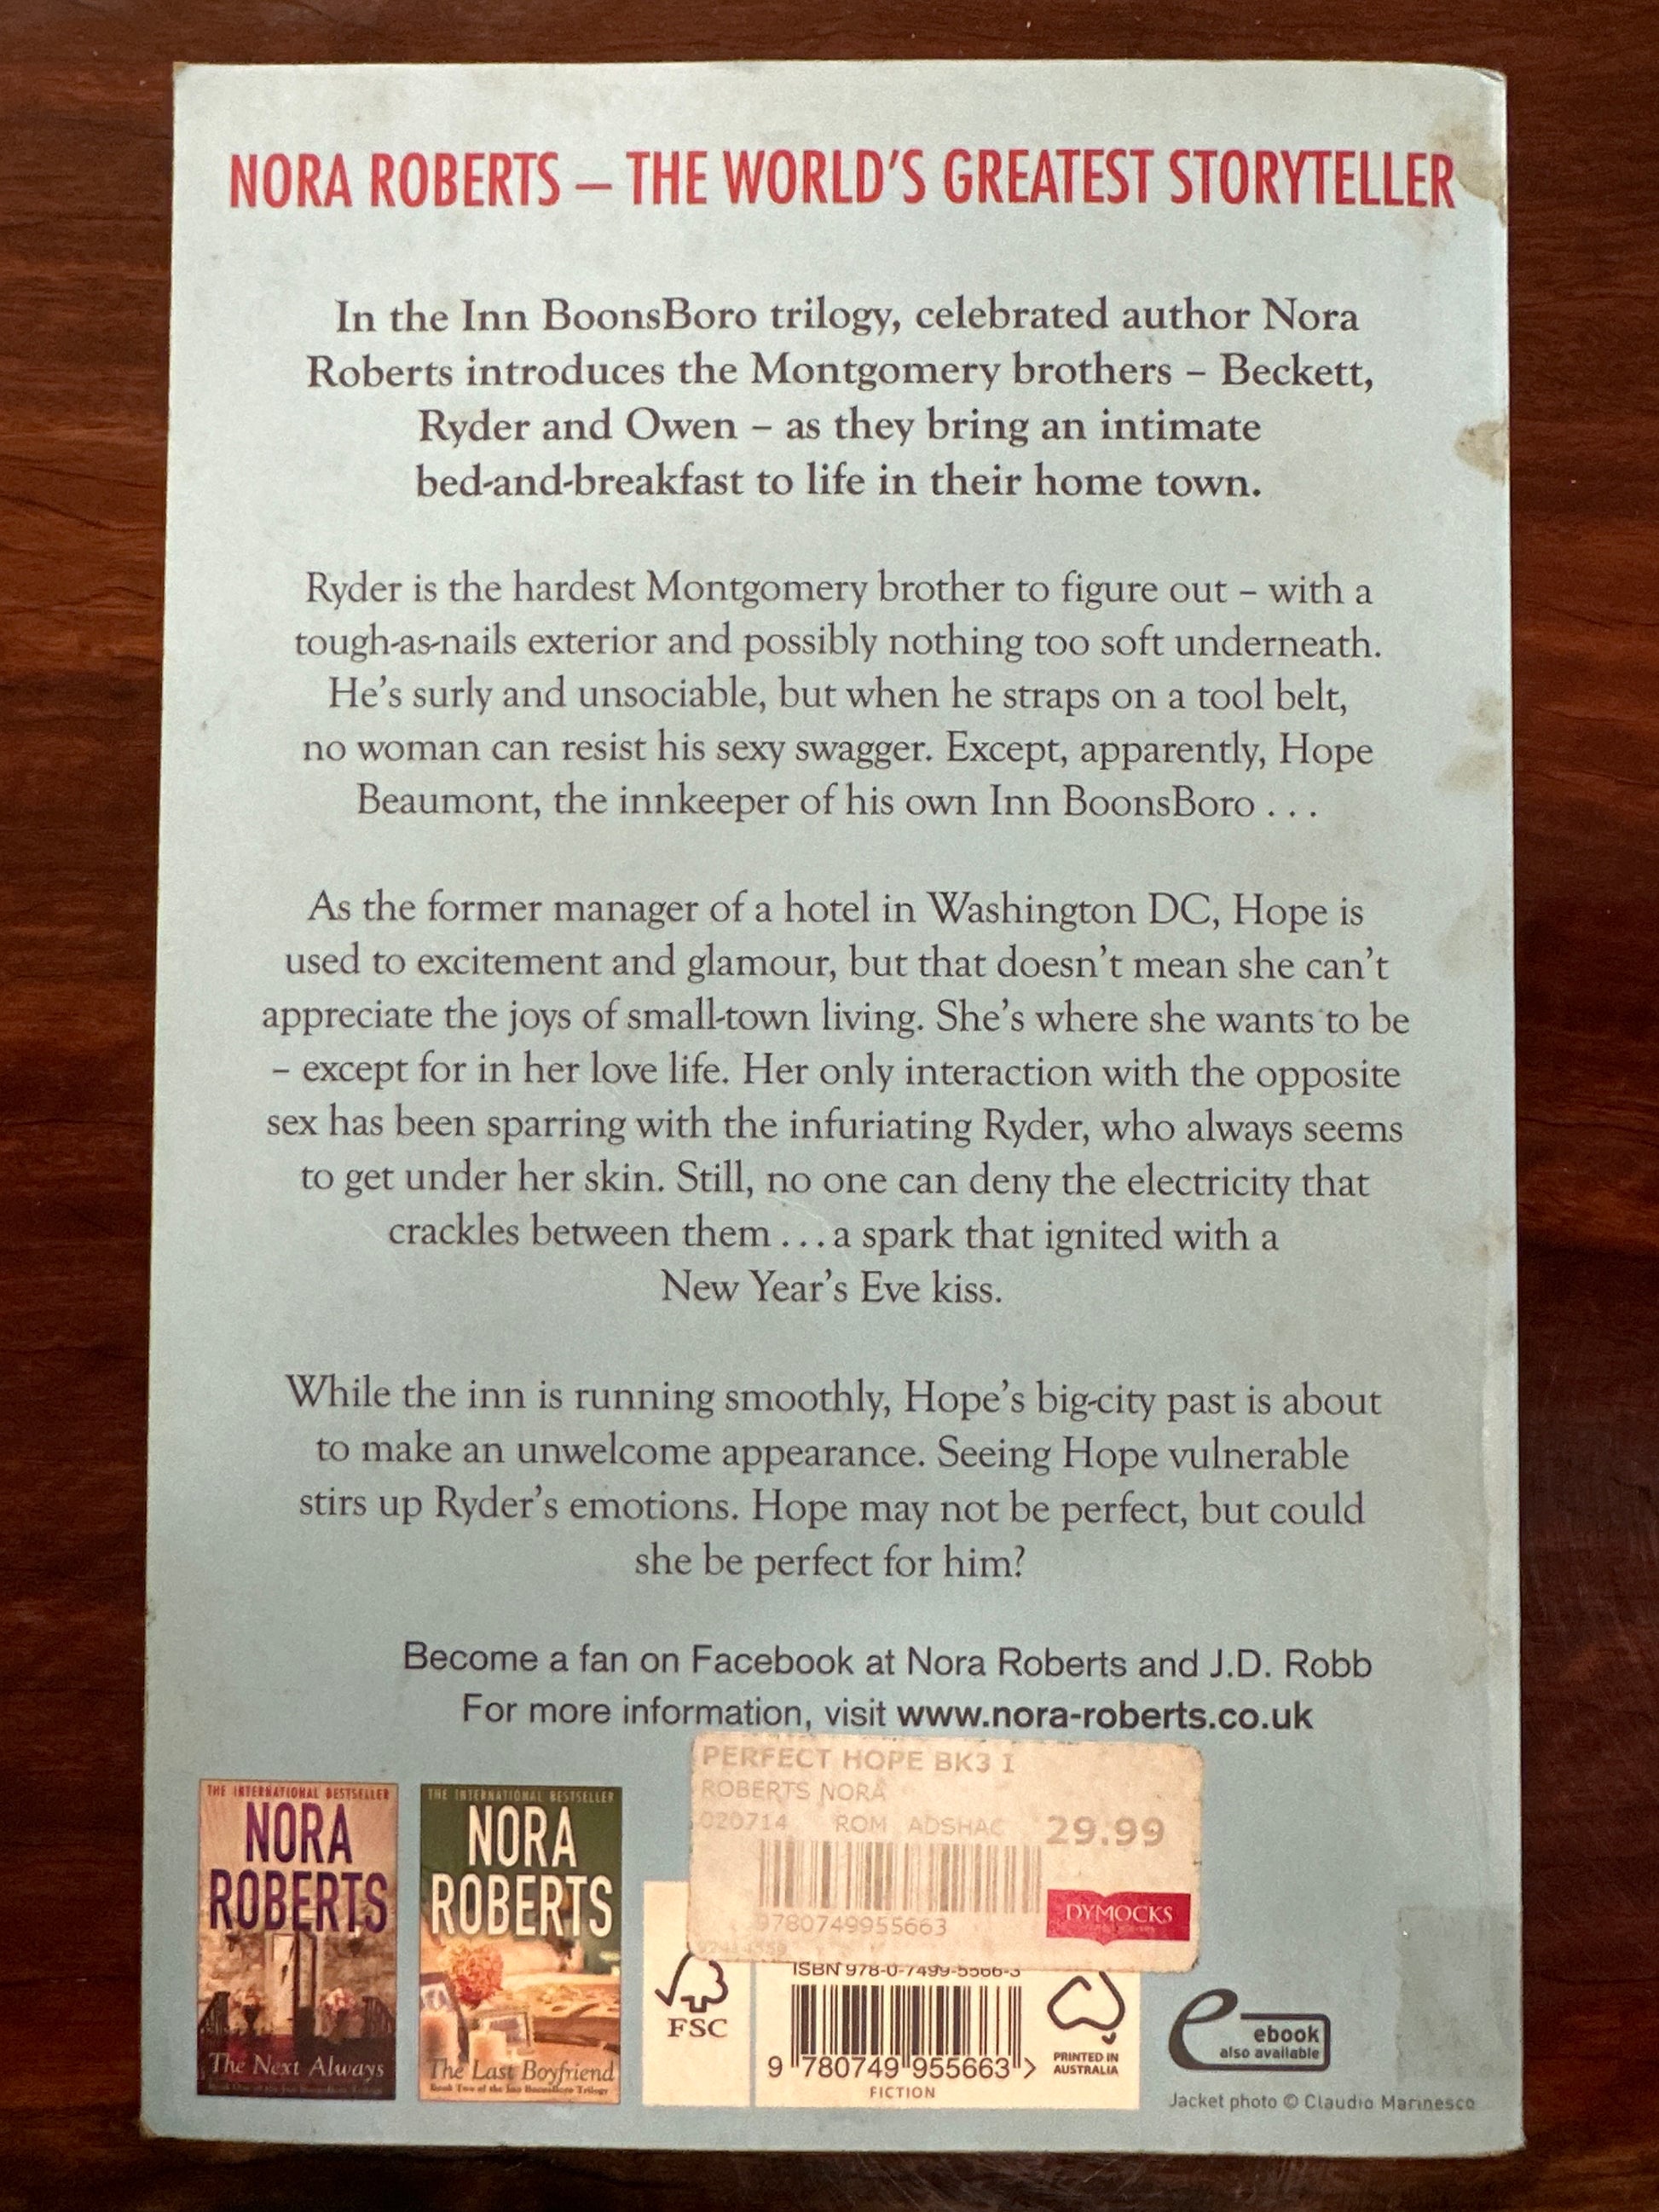 NORA ROBERTS – THE WORLD'S GREATEST STORYTELLER
In the Inn BoonsBoro trilogy, celebrated author Nora
Roberts introduces the Montgomery brothers – Beckett,
Ryder and Owen – as they bring an intimate
bed-and-breakfast to life in their home town.
Ryder is the hardest Montgomery brother to figure out – with a
tough-as-nails exterior and possibly nothing too soft underneath.
He's surly and unsociable, but when he straps on a tool belt,
no woman can resist his sexy swagger. Except, apparently, Hope
Beaumont, the innkeeper of his own Inn BoonsBoro . . .
As the former manager of a hotel in Washington DC, Hope is
used to excitement and glamour, but that doesn't mean she can't
appreciate the joys of small-town living. She's where she wants to be
– except for in her love life. Her only interaction with the opposite
sex has been sparring with the infuriating Ryder, who always seems
to get under her skin. Still, no one can deny the electricity that
crackles between them . . . a spark that ignited with a
New Year's Eve kiss.
While the inn is running smoothly, Hope's big-city past is about
to make an unwelcome appearance. Seeing Hope vulnerable
stirs up Ryder's emotions. Hope may not be perfect, but could
she be perfect for him?
Become a fan on Facebook at Nora Roberts and J.D. Robb
For more information, visit www.nora-roberts.co.uk
THE INTERNATIONAL BESTSELLER
NORA
ROBERTS
The Next Always
THE INTERNATIONAL BESTSELLER
NORA
ROBERTS
The Last Boyfriend
Book Two of the Inn BoonsBoro Trilogy
PERFECT HOPE BK3 I
ROBERTS NORA
020714 ROM ADSHAC 29.99
9780749955663
DYMOCKS
FSC
ISBN 978-0-7499-5566-3
9 780749 955663 >
FICTION
PRINTED IN
AUSTRALIA
ebook
also available
Jacket photo © Claudio Marinesco